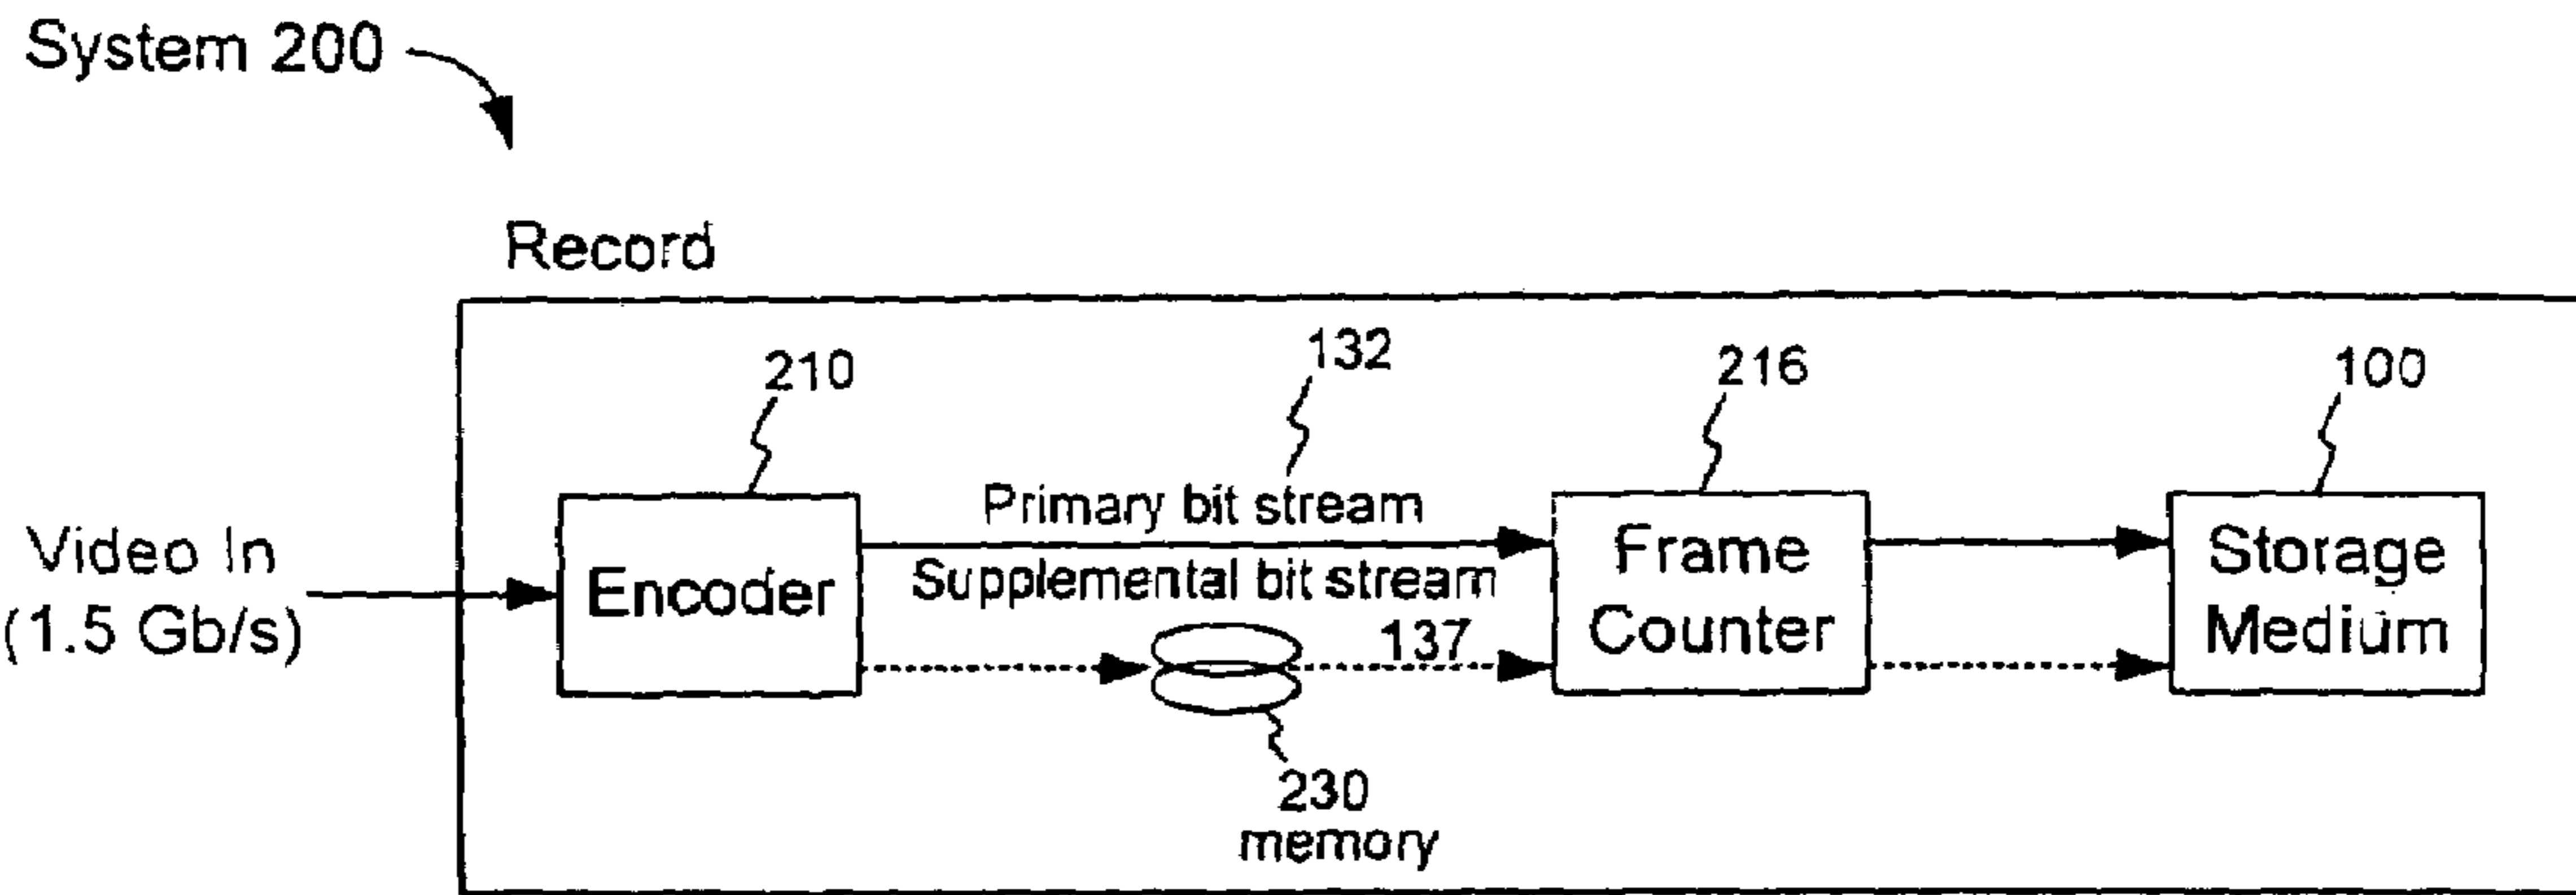 System 200
Record
210
132
216
100
Video In
(1.5 Gb/s)
Encoder
Primary bit stream
Supplemental bit stream
137
Frame
Counter
Storage
Medium
230
memory